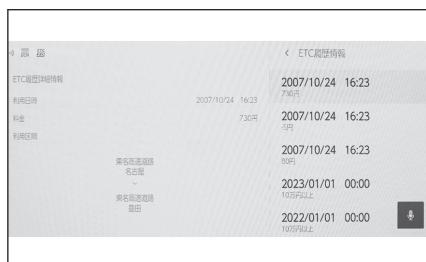 ETC履歴詳細情報
利用日時 2007/10/24 16:23
料金 730円
利用区間
東名高速道路
名古屋
～
東名高速道路
豊田
ETC履歴情報
2007/10/24 16:23
730円
2007/10/24 16:23
-5円
2007/10/24 16:23
80円
2023/01/01 00:00
10万円以上
2022/01/01 00:00
10万円以上